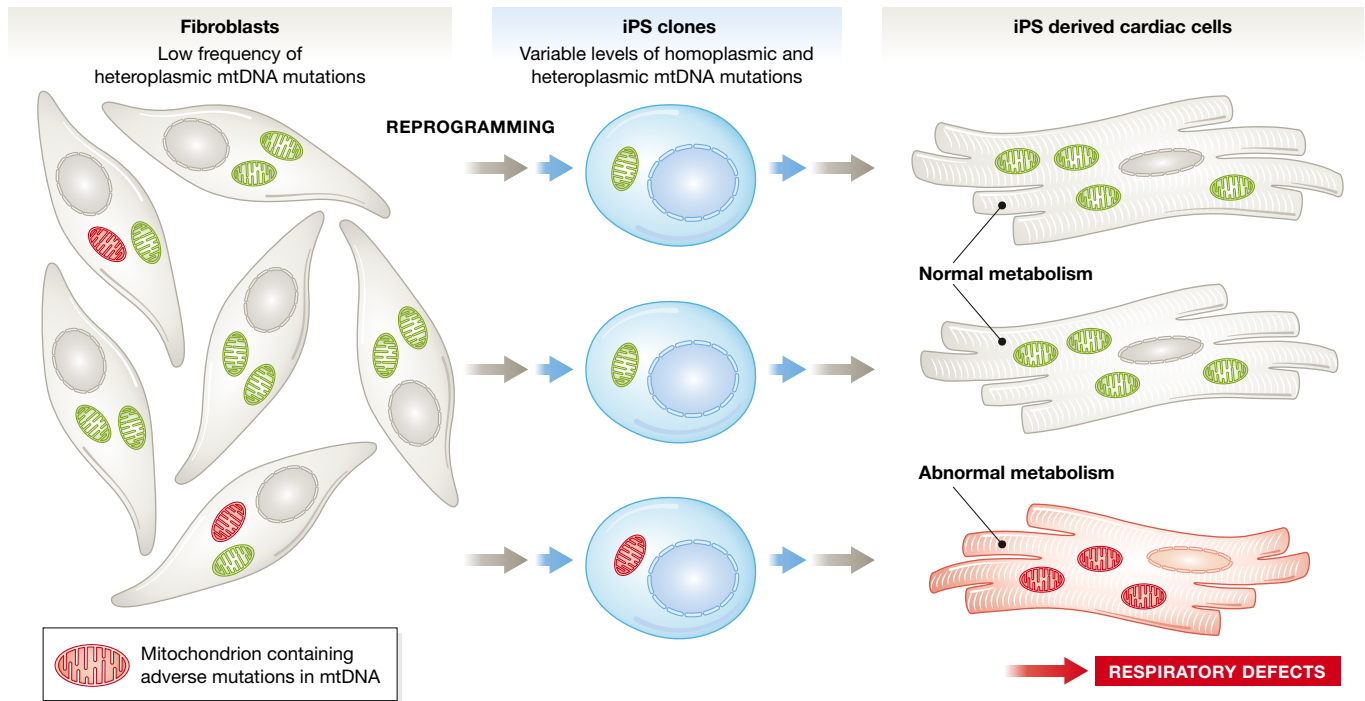 Fibroblasts
Low frequency of
heteroplasmic mtDNA mutations
iPS clones
Variable levels of homoplasmic and
heteroplasmic mtDNA mutations
iPS derived cardiac cells
REPROGRAMMING
Normal metabolism
Abnormal metabolism
Mitochondrion containing
adverse mutations in mtDNA
RESPIRATORY DEFECTS